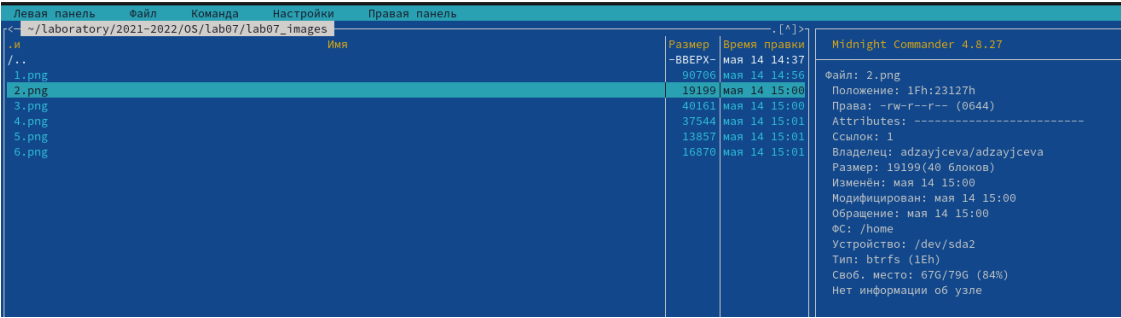 Левая панель Файл Команда Настройки Правая панель
<— ~/laboratory/2021-2022/OS/lab07/lab07_images .[^]>
.и Имя Размер Время правки
/.. -ВВЕРХ- мая 14 14:37
1.png 90706 мая 14 14:56
2.png 19199 мая 14 15:00
3.png 40161 мая 14 15:00
4.png 37544 мая 14 15:01
5.png 13857 мая 14 15:01
6.png 16870 мая 14 15:01
Midnight Commander 4.8.27
Файл: 2.png
Положение: 1Fh:23127h
Права: -rw-r--r-- (0644)
Attributes: -------------------------
Ссылок: 1
Владелец: adzayjceva/adzayjceva
Размер: 19199(40 блоков)
Изменён: мая 14 15:00
Модифицирован: мая 14 15:00
Обращение: мая 14 15:00
ФС: /home
Устройство: /dev/sda2
Тип: btrfs (1Eh)
Своб. место: 67G/79G (84%)
Нет информации об узле